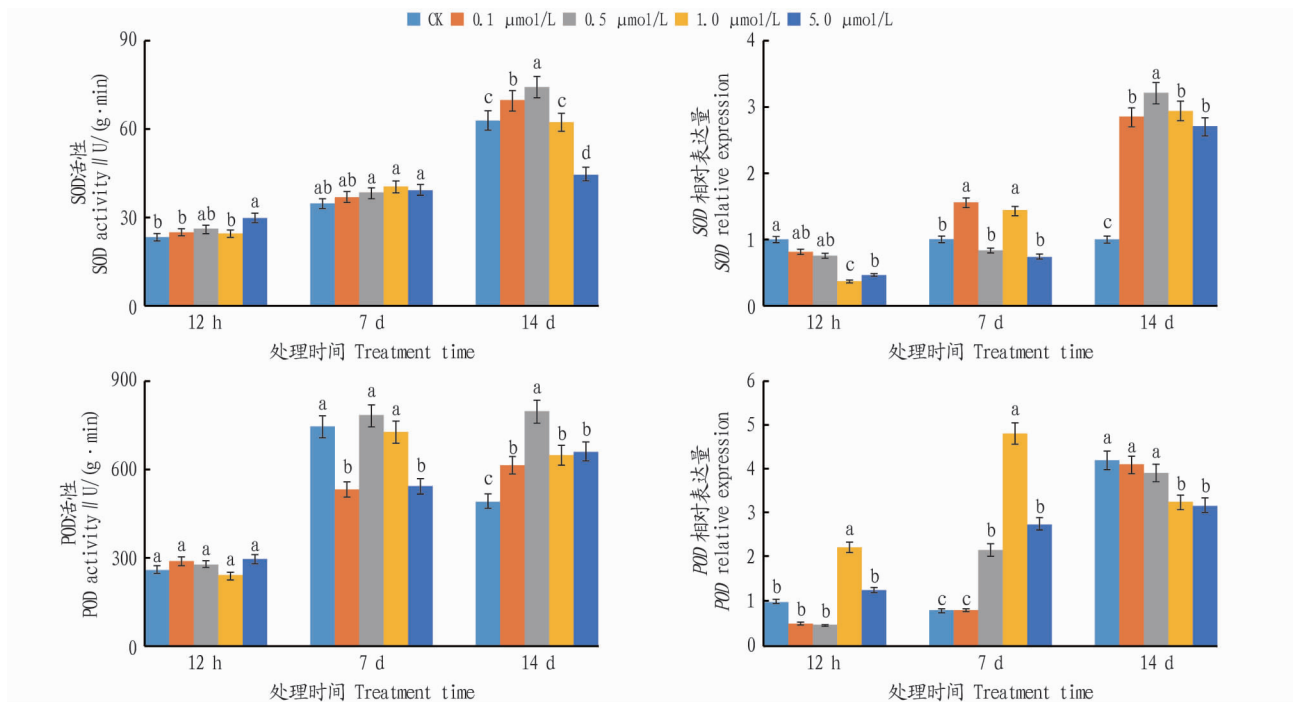 CK 0.1 μmol/L 0.5 μmol/L 1.0 μmol/L 5.0 μmol/L
SOD活性 // U/(g·min)
SOD activity // U/(g·min)
90
60
30
0
b b ab b a
ab ab a a a
c b a c d
12 h 7 d 14 d
处理时间 Treatment time
SOD 相对表达量
SOD relative expression
4
3
2
1
0
a ab ab c b
b a b a b
c b a b b
12 h 7 d 14 d
处理时间 Treatment time
POD活性 // U/(g·min)
POD activity // U/(g·min)
900
600
300
0
a a a a a
a b a a b
c b a b b
12 h 7 d 14 d
处理时间 Treatment time
POD 相对表达量
POD relative expression
6
5
4
3
2
1
0
b b b a b
c c b a b
a a a b b
12 h 7 d 14 d
处理时间 Treatment time